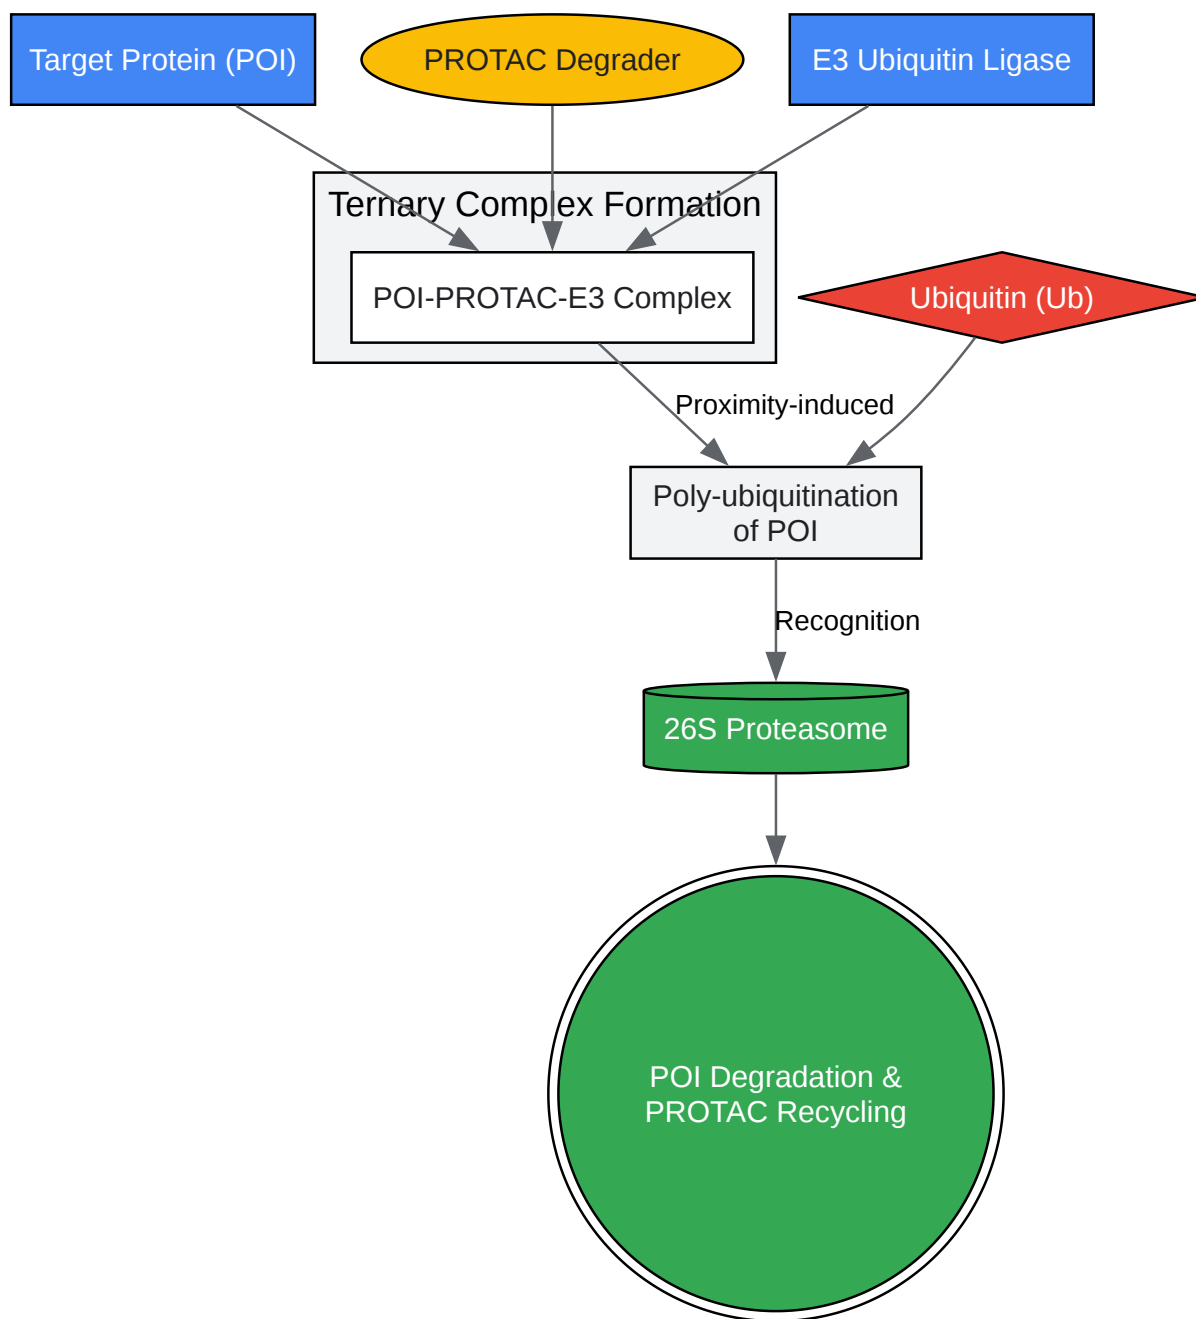 Target Protein (POI)
PROTAC Degrader
E3 Ubiquitin Ligase
Ternary Complex Formation
POI-PROTAC-E3 Complex
Ubiquitin (Ub)
Proximity-induced
Poly-ubiquitination
of POI
Recognition
26S Proteasome
POI Degradation &
PROTAC Recycling